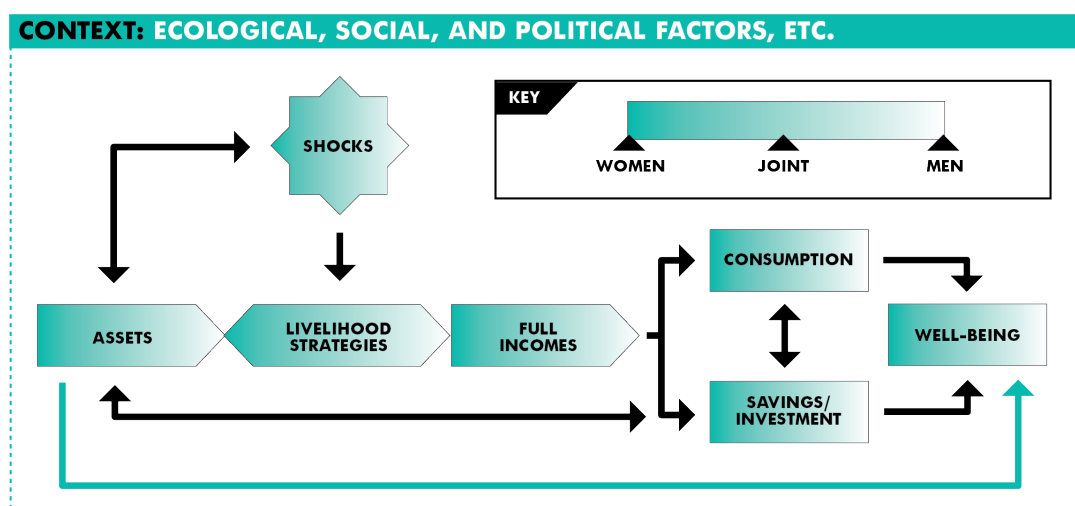 CONTEXT: ECOLOGICAL, SOCIAL, AND POLITICAL FACTORS, ETC.
KEY
WOMEN JOINT MEN
SHOCKS
CONSUMPTION
ASSETS
LIVELIHOOD
STRATEGIES
FULL
INCOMES
WELL-BEING
SAVINGS/
INVESTMENT